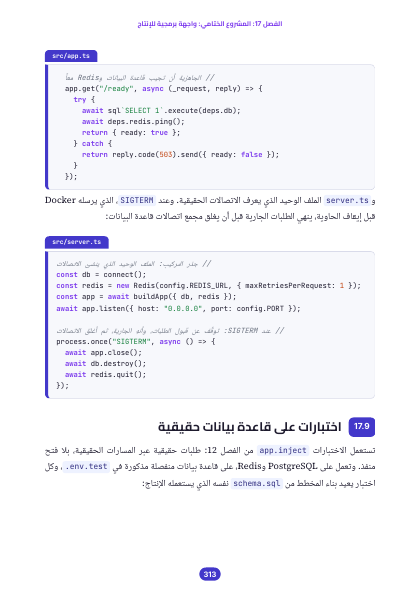 الفصل 17: المشروع الختامي: واجهة برمجية للإنتاج
src/app.ts
// الجاهزية أن تجيب قاعدة البيانات وRedis معاً
app.get("/ready", async (_request, reply) => {
try {
await sql`SELECT 1`.execute(deps.db);
await deps.redis.ping();
return { ready: true };
} catch {
return reply.code(503).send({ ready: false });
}
});
و server.ts الملف الوحيد الذي يعرف الاتصالات الحقيقية. وعند SIGTERM، الذي يرسله Docker
قبل إيقاف الحاوية، ينهي الطلبات الجارية قبل أن يغلق مجمع اتصالات قاعدة البيانات:
src/server.ts
// جذر التركيب: الملف الوحيد الذي ينشئ الاتصالات
const db = connect();
const redis = new Redis(config.REDIS_URL, { maxRetriesPerRequest: 1 });
const app = await buildApp({ db, redis });
await app.listen({ host: "0.0.0.0", port: config.PORT });
// عند SIGTERM: توقّف عن قبول الطلبات، وأنهِ الجارية، ثم أغلق الاتصالات
process.once("SIGTERM", async () => {
await app.close();
await db.destroy();
await redis.quit();
});
17.9 اختبارات على قاعدة بيانات حقيقية
تستعمل الاختبارات app.inject من الفصل 12: طلبات حقيقية عبر المسارات الحقيقية، بلا فتح
منفذ. وتعمل على PostgreSQL وRedis، على قاعدة بيانات منفصلة مذكورة في .env.test، وكل
اختبار يعيد بناء المخطط من schema.sql نفسه الذي يستعمله الإنتاج:
313